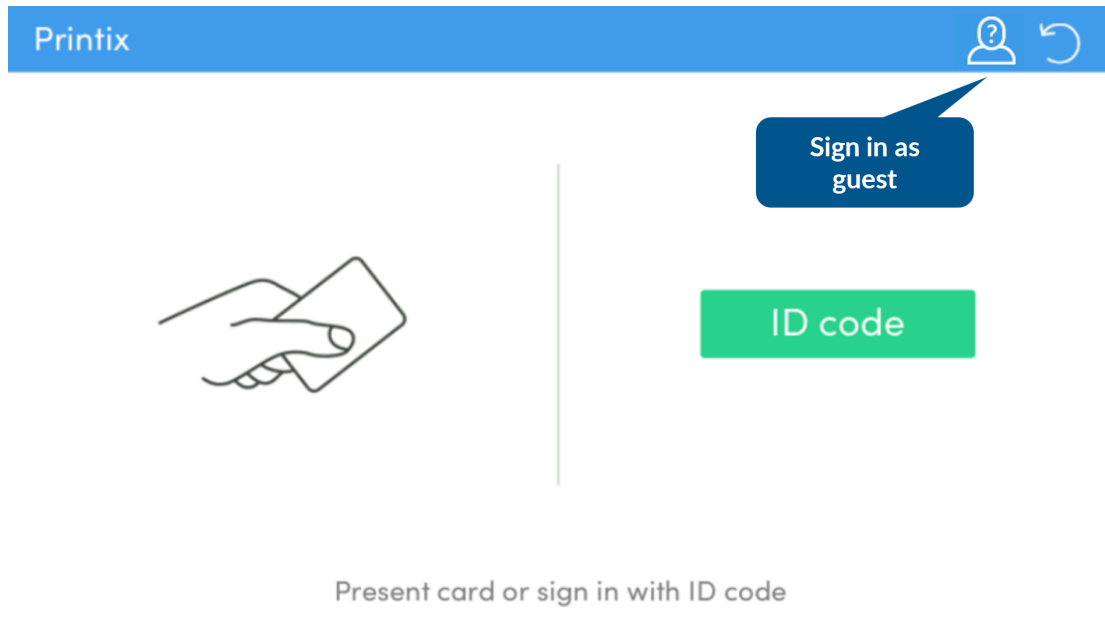 Printix
?
Sign in as
guest
ID code
Present card or sign in with ID code